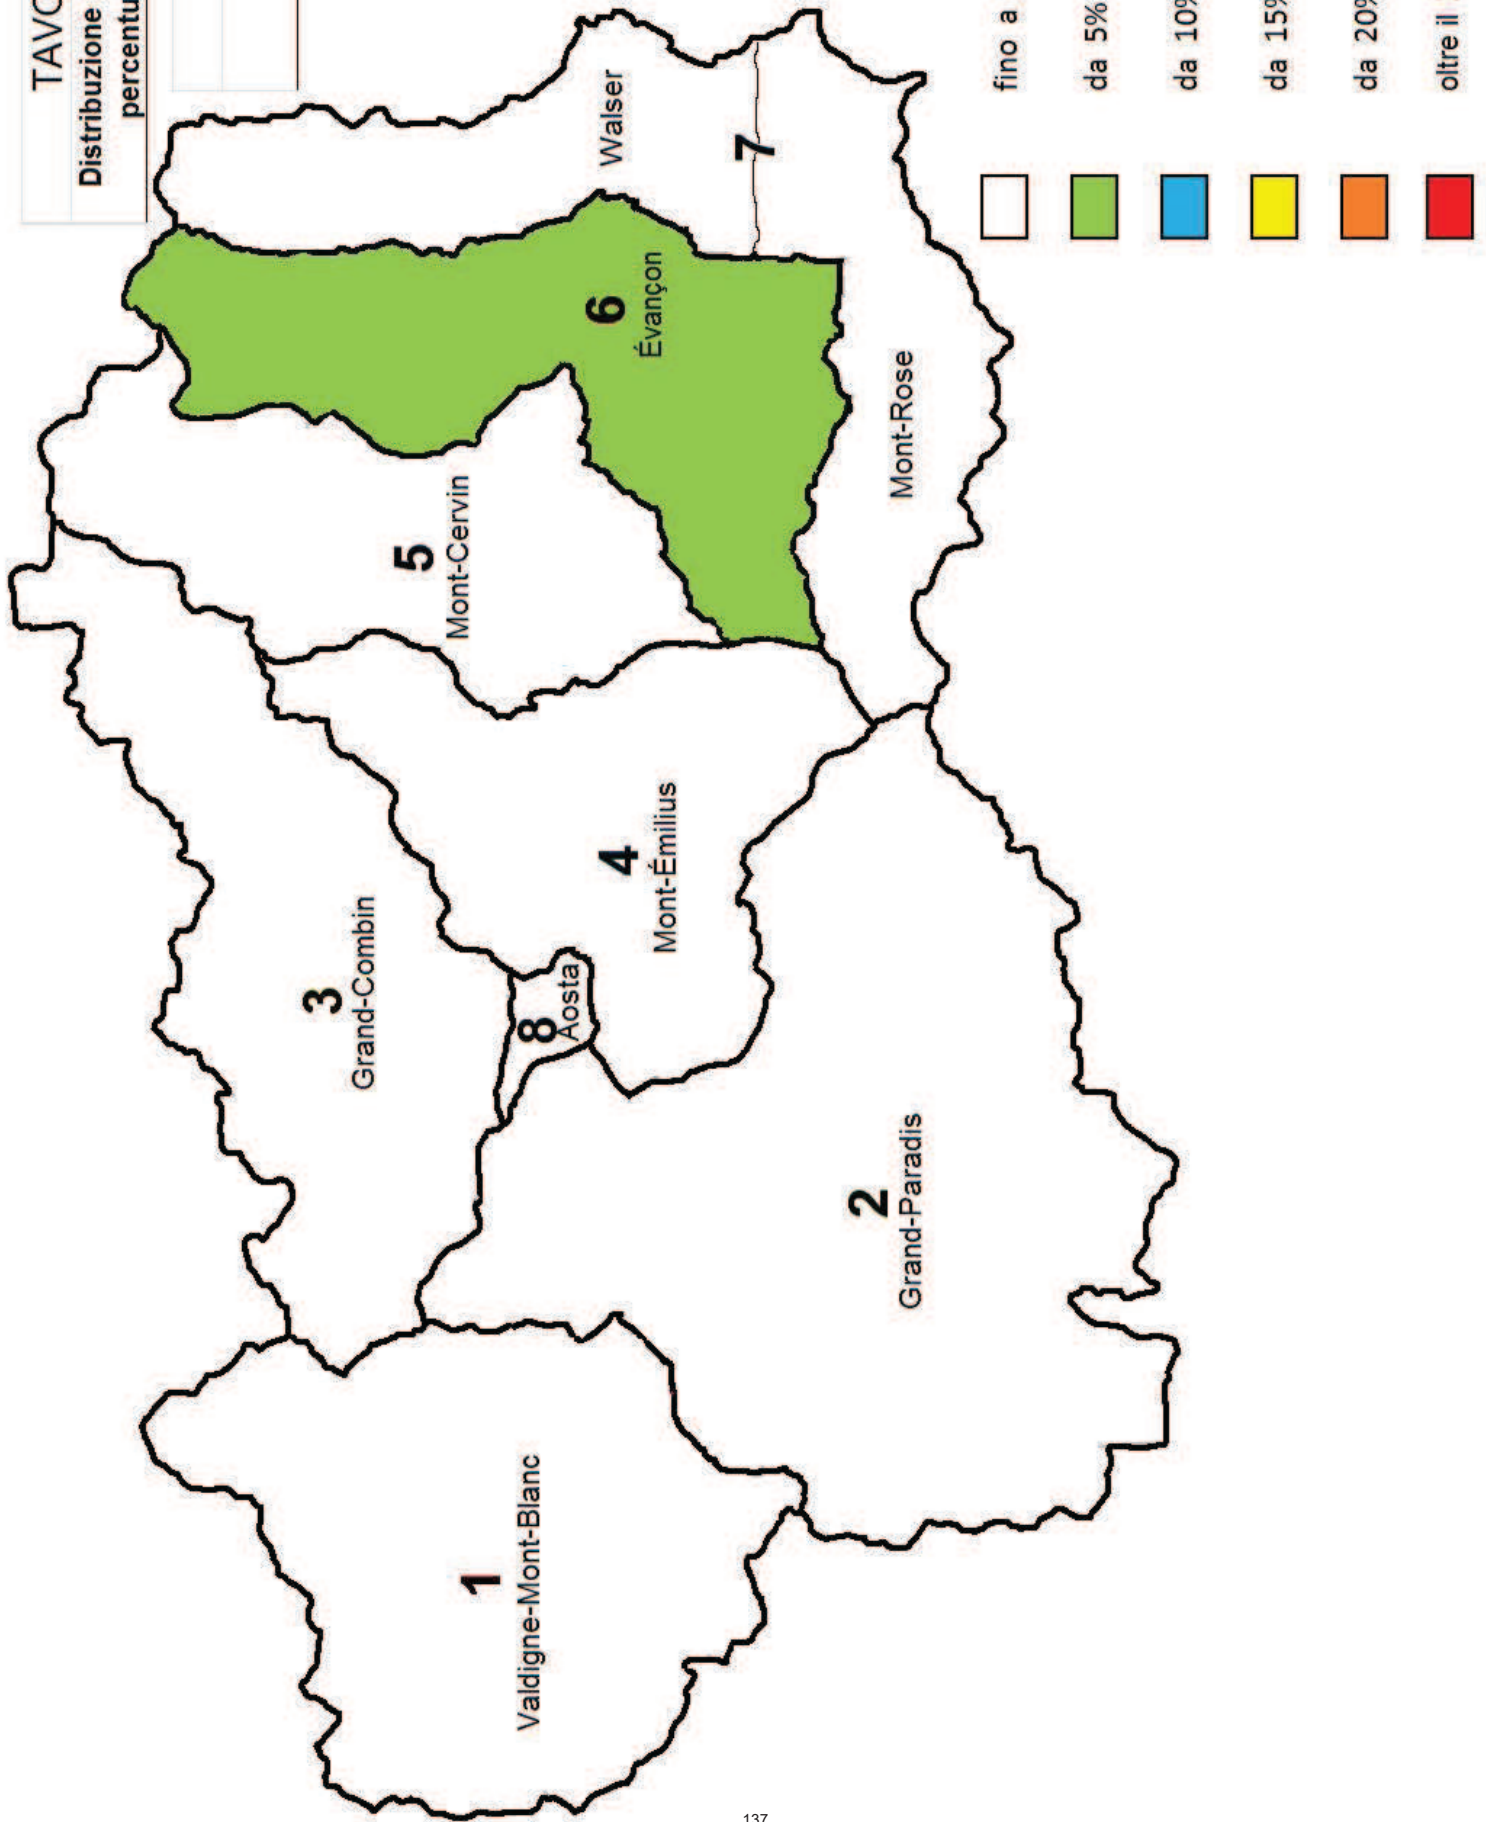 TAVO
Distribuzione
percentu
1
Valdigne-Mont-Blanc
2
Grand-Paradis
3
Grand-Combin
8
Aosta
4
Mont-Émilius
5
Mont-Cervin
6
Évançon
Walser
7
Mont-Rose
fino a
da 5%
da 10%
da 15%
da 20%
oltre il
137